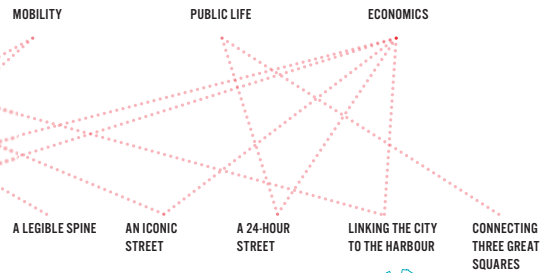 MOBILITY
PUBLIC LIFE
ECONOMICS
A LEGIBLE SPINE
AN ICONIC
STREET
A 24-HOUR
STREET
LINKING THE CITY
TO THE HARBOUR
CONNECTING
THREE GREAT
SQUARES